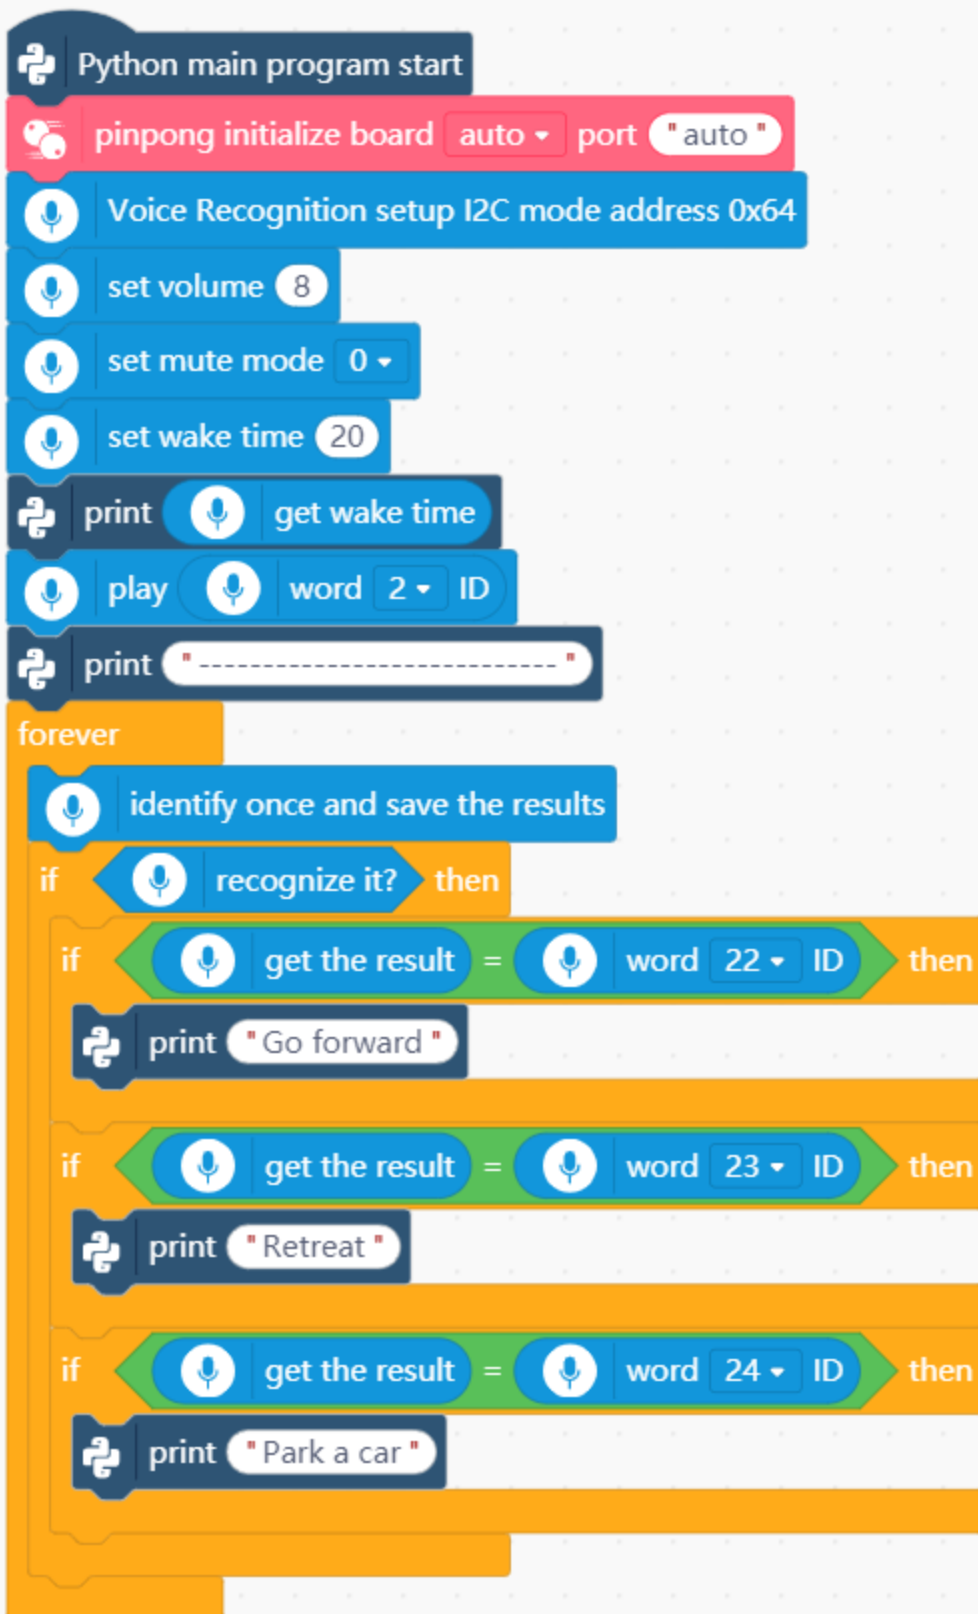 Python main program start
pinpong initialize board auto port "auto"
Voice Recognition setup I2C mode address 0x64
set volume 8
set mute mode 0
set wake time 20
print get wake time
play word 2 ID
print "----------------------------"
forever
identify once and save the results
if recognize it? then
if get the result = word 22 ID then
print "Go forward"
if get the result = word 23 ID then
print "Retreat"
if get the result = word 24 ID then
print "Park a car"